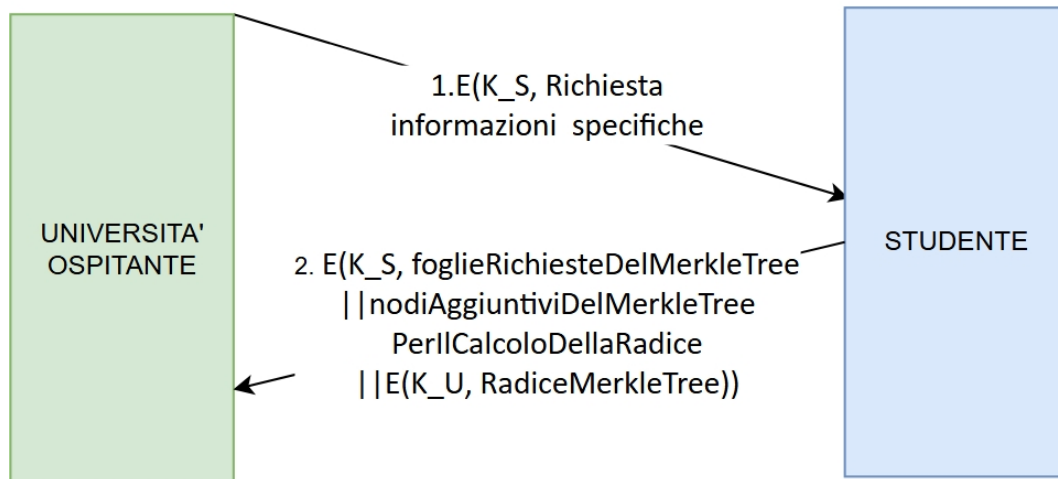 1.E(K_S, Richiesta
informazioni specifiche
UNIVERSITA'
OSPITANTE
STUDENTE
2. E(K_S, foglieRichiesteDelMerkleTree
||nodiAggiuntiviDelMerkleTree
PerIlCalcoloDellaRadice
||E(K_U, RadiceMerkleTree))